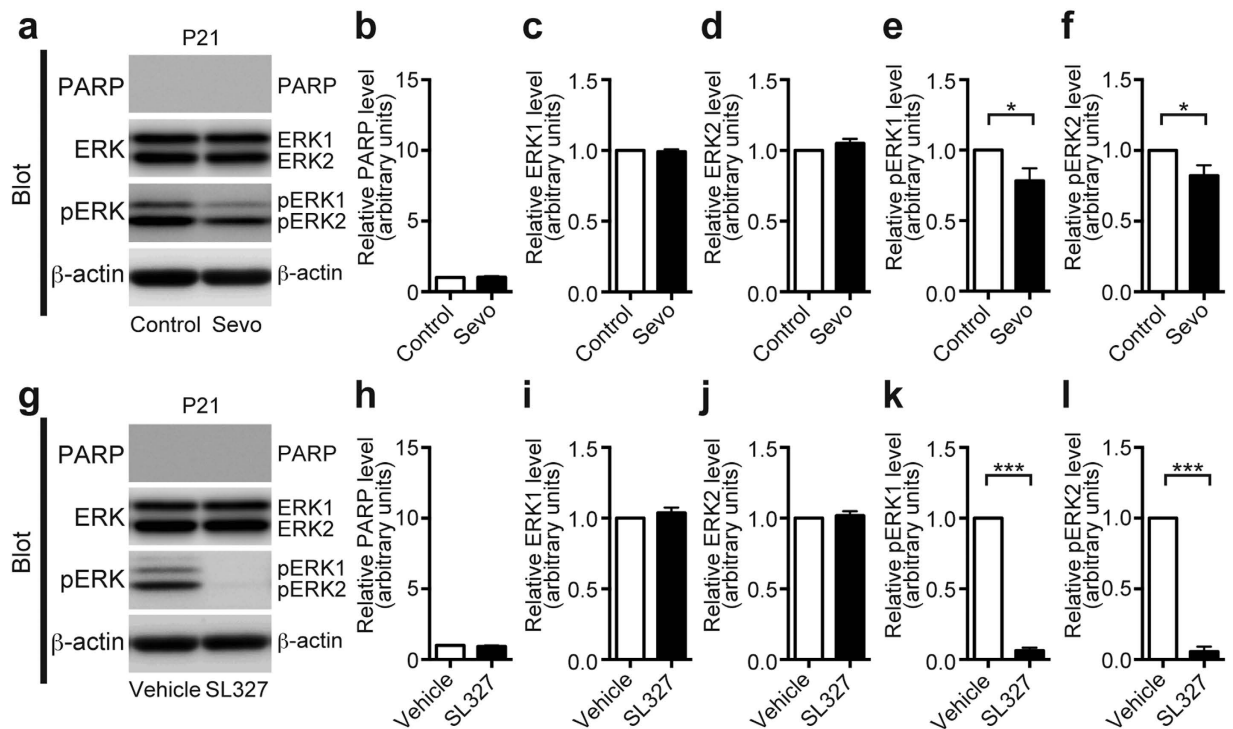 a
P21
Blot
PARP
PARP
ERK
ERK1
ERK2
pERK
pERK1
pERK2
β-actin
β-actin
Control Sevo
b
Relative PARP level
(arbitrary units)
15
10
5
0
Control
Sevo
c
Relative ERK1 level
(arbitrary units)
1.5
1.0
0.5
0.0
Control
Sevo
d
Relative ERK2 level
(arbitrary units)
1.5
1.0
0.5
0.0
Control
Sevo
e
Relative pERK1 level
(arbitrary units)
1.5
1.0
0.5
0.0
*
Control
Sevo
f
Relative pERK2 level
(arbitrary units)
1.5
1.0
0.5
0.0
*
Control
Sevo
g
P21
Blot
PARP
PARP
ERK
ERK1
ERK2
pERK
pERK1
pERK2
β-actin
β-actin
Vehicle SL327
h
Relative PARP level
(arbitrary units)
15
10
5
0
Vehicle
SL327
i
Relative ERK1 level
(arbitrary units)
1.5
1.0
0.5
0.0
Vehicle
SL327
j
Relative ERK2 level
(arbitrary units)
1.5
1.0
0.5
0.0
Vehicle
SL327
k
Relative pERK1 level
(arbitrary units)
1.5
1.0
0.5
0.0
***
Vehicle
SL327
l
Relative pERK2 level
(arbitrary units)
1.5
1.0
0.5
0.0
***
Vehicle
SL327